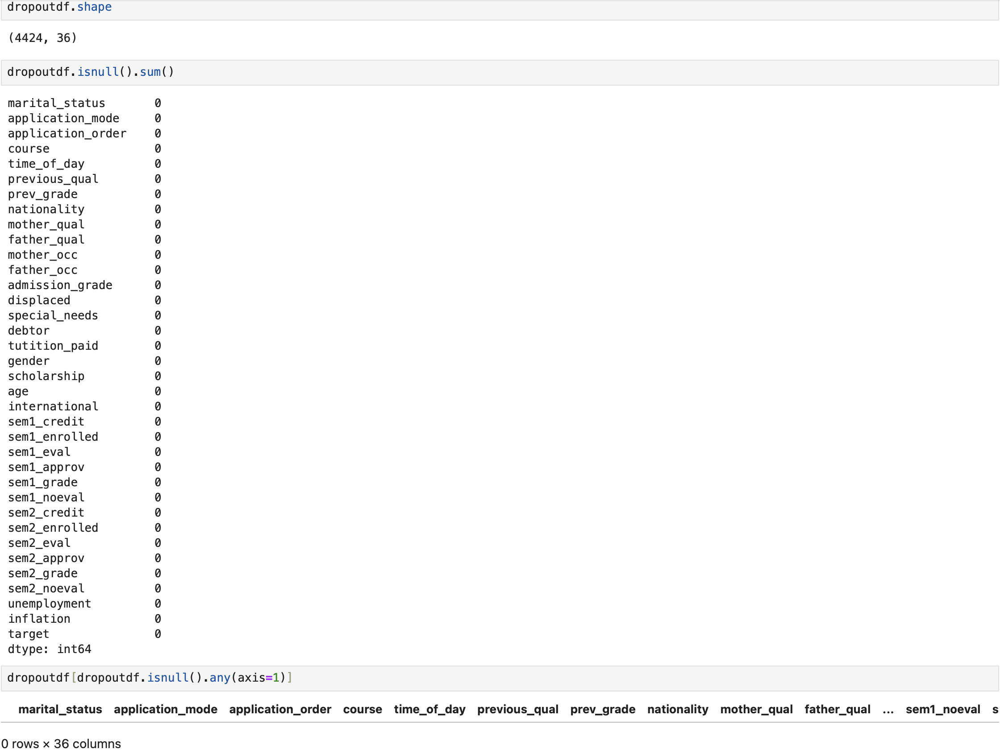 dropoutdf.shape
(4424, 36)
dropoutdf.isnull().sum()
marital_status 0
application_mode 0
application_order 0
course 0
time_of_day 0
previous_qual 0
prev_grade 0
nationality 0
mother_qual 0
father_qual 0
mother_occ 0
father_occ 0
admission_grade 0
displaced 0
special_needs 0
debtor 0
tutition_paid 0
gender 0
scholarship 0
age 0
international 0
sem1_credit 0
sem1_enrolled 0
sem1_eval 0
sem1_approv 0
sem1_grade 0
sem1_noeval 0
sem2_credit 0
sem2_enrolled 0
sem2_eval 0
sem2_approv 0
sem2_grade 0
sem2_noeval 0
unemployment 0
inflation 0
target 0
dtype: int64
dropoutdf[dropoutdf.isnull().any(axis=1)]
marital_status application_mode application_order course time_of_day previous_qual prev_grade nationality mother_qual father_qual ... sem1_noeval s
0 rows × 36 columns